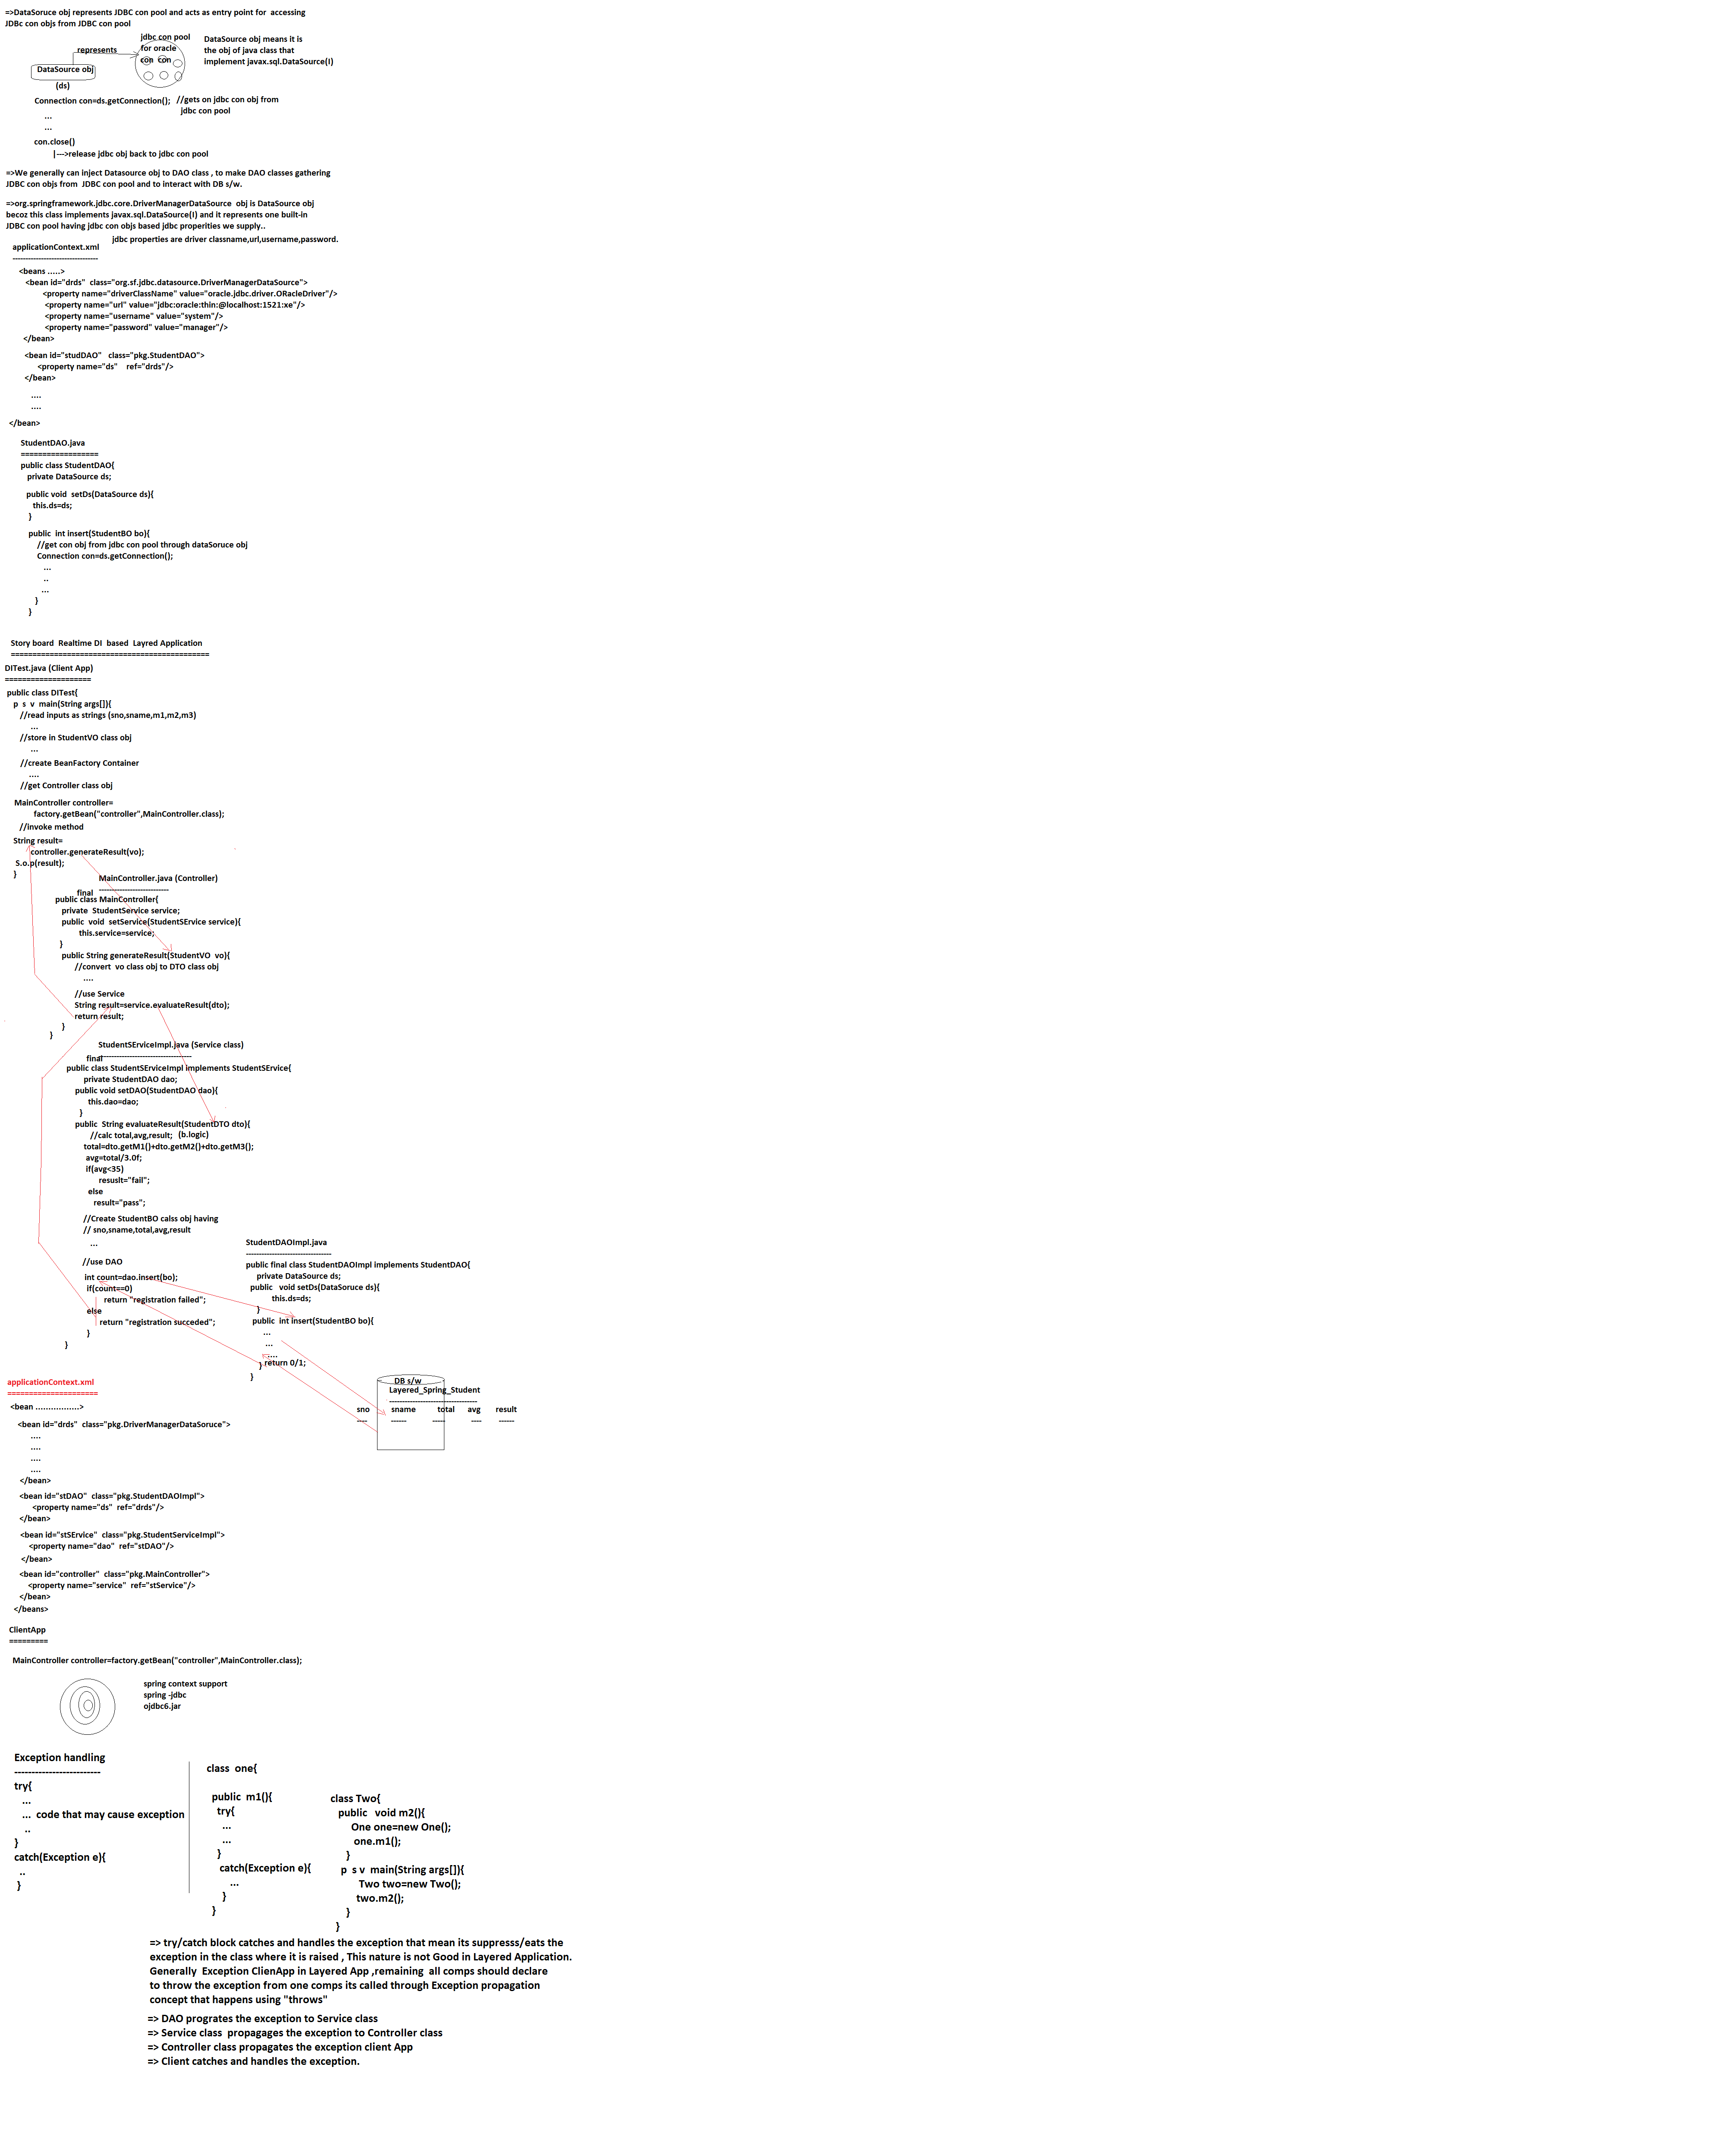 =>DataSoruce obj represents JDBC con pool and acts as entry point for  accessing
JDBc con objs from JDBC con pool
jdbc con pool
for oracle
con  con
represents
DataSource obj
(ds)
DataSource obj means it is
the obj of java class that
implement javax.sql.DataSource(I)
Connection con=ds.getConnection();   //gets on jdbc con obj from
jdbc con pool
...
...
con.close()
|--->release jdbc obj back to jdbc con pool
=>We generally can inject Datasource obj to DAO class , to make DAO classes gathering
JDBC con objs from  JDBC con pool and to interact with DB s/w.
=>org.springframework.jdbc.core.DriverManagerDataSource  obj is DataSource obj
becoz this class implements javax.sql.DataSource(I) and it represents one built-in
JDBC con pool having jdbc con objs based jdbc properities we supply..
jdbc properties are driver classname,url,username,password.
applicationContext.xml
---------------------------------
<beans .....>
<bean id="drds"  class="org.sf.jdbc.datasource.DriverManagerDataSource">
<property name="driverClassName" value="oracle.jdbc.driver.ORacleDriver"/>
<property name="url" value="jdbc:oracle:thin:@localhost:1521:xe"/>
<property name="username" value="system"/>
<property name="password" value="manager"/>
</bean>
<bean id="studDAO"   class="pkg.StudentDAO">
<property name="ds"    ref="drds"/>
</bean>
....
....
</bean>
StudentDAO.java
==================
public class StudentDAO{
private DataSource ds;
public void  setDs(DataSource ds){
this.ds=ds;
}
public  int insert(StudentBO bo){
//get con obj from jdbc con pool through dataSoruce obj
Connection con=ds.getConnection();
...
..
...
}
}
Story board  Realtime DI  based  Layred Application
==============================================
DITest.java (Client App)
====================
public class DITest{
p  s  v  main(String args[]){
//read inputs as strings (sno,sname,m1,m2,m3)
...
//store in StudentVO class obj
...
//create BeanFactory Container
....
//get Controller class obj
MainController controller=
factory.getBean("controller",MainController.class);
//invoke method
String result=
controller.generateResult(vo);
S.o.p(result);
}
MainController.java (Controller)
---------------------------
final
public class MainController{
private  StudentService service;
public  void  setService(StudentSErvice service){
this.service=service;
}
public String generateResult(StudentVO  vo){
//convert  vo class obj to DTO class obj
....
//use Service
String result=service.evaluateResult(dto);
return result;
}
}
StudentSErviceImpl.java (Service class)
------------------------------------
final
public class StudentSErviceImpl implements StudentSErvice{
private StudentDAO dao;
public void setDAO(StudentDAO dao){
this.dao=dao;
}
public  String evaluateResult(StudentDTO dto){
//calc total,avg,result;   (b.logic)
total=dto.getM1()+dto.getM2()+dto.getM3();
avg=total/3.0f;
if(avg<35)
resuslt="fail";
else
result="pass";
//Create StudentBO calss obj having
// sno,sname,total,avg,result
...
//use DAO
int count=dao.insert(bo);
if(count==0)
return "registration failed";
else
return "registration succeded";
}
}
StudentDAOImpl.java
---------------------------------
public final class StudentDAOImpl implements StudentDAO{
private DataSource ds;
public   void setDs(DataSoruce ds){
this.ds=ds;
}
public  int insert(StudentBO bo){
...
...
....
} return 0/1;
}
DB s/w
Layered_Spring_Student
----------------------------------
sno          sname          total      avg       result
----           ------            -----          ----       ------
applicationContext.xml
=====================
<bean .................>
<bean id="drds"  class="pkg.DriverManagerDataSoruce">
....
....
....
....
</bean>
<bean id="stDAO"  class="pkg.StudentDAOImpl">
<property name="ds"  ref="drds"/>
</bean>
<bean id="stSErvice"  class="pkg.StudentServiceImpl">
<property name="dao"  ref="stDAO"/>
</bean>
<bean id="controller"  class="pkg.MainController">
<property name="service"  ref="stService"/>
</bean>
</beans>
ClientApp
=========
MainController controller=factory.getBean("controller",MainController.class);
spring context support
spring -jdbc
ojdbc6.jar
Exception handling
-------------------------
try{
...
...  code that may cause exception
..
}
catch(Exception e){
..
}
class  one{
public  m1(){
try{
...
...
}
catch(Exception e){
...
}
}
class Two{
public   void m2(){
One one=new One();
one.m1();
}
p  s v  main(String args[]){
Two two=new Two();
two.m2();
}
}
=> try/catch block catches and handles the exception that mean its suppresss/eats the
exception in the class where it is raised , This nature is not Good in Layered Application.
Generally  Exception ClienApp in Layered App ,remaining  all comps should declare
to throw the exception from one comps its called through Exception propagation
concept that happens using "throws"
=> DAO progrates the exception to Service class
=> Service class  propagages the exception to Controller class
=> Controller class propagates the exception client App
=> Client catches and handles the exception.